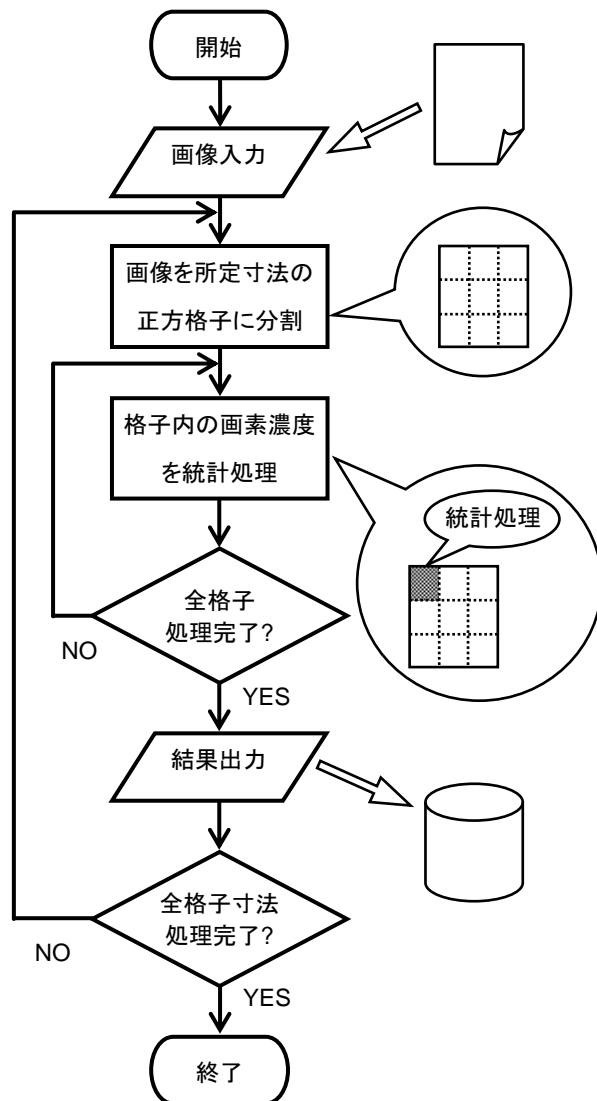 開始
画像入力
画像を所定寸法の
正方格子に分割
格子内の画素濃度
を統計処理
統計処理
全格子
処理完了?
NO
YES
結果出力
全格子寸法
処理完了?
NO
YES
終了